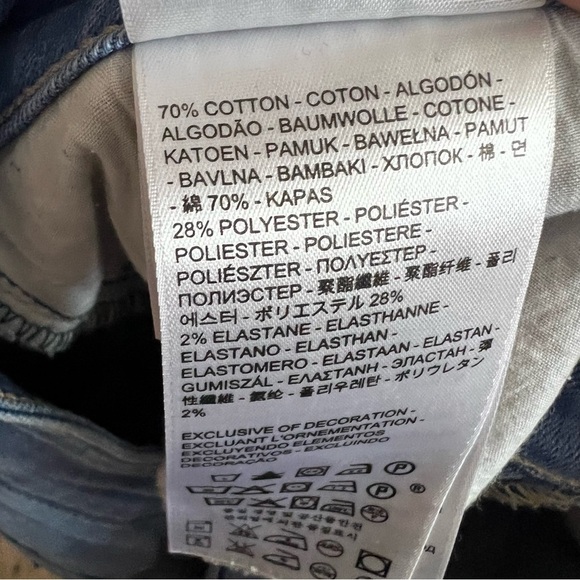 70% COTTON - COTON - ALGODÓN -
ALGODÃO - BAUMWOLLE - COTONE -
KATOEN - PAMUK - BAWEŁNA - PAMUT
- BAVLNA - BAMBAKI - ХЛОПОК - 棉 - 면
- 綿 70% - KAPAS
28% POLYESTER - POLIÉSTER -
POLIESTER - POLIESTERE -
POLIÉSZTER - ΠΟΛΥΕΣΤΕΡ -
ПОЛИЭСТЕР - 聚酯纖維 - 聚酯纤维 - 폴리
에스터 - ポリエステル 28%
2% ELASTANE - ELASTHANNE -
ELASTANO - ELASTHAN -
ELASTOMERO - ELASTAAN - ELASTAN -
GUMISZÁL - ΕΛΑΣΤΑΝΗ - ЭЛАСТАН - 彈
性纖維 - 氨纶 - 폴리우레탄 - ポリウレタン
2%
EXCLUSIVE OF DECORATION -
EXCLUANT L'ORNEMENTATION -
EXCLUYENDO ELEMENTOS
DECORATIVOS - EXCLUINDO
DECORAÇÃO
P
P ®